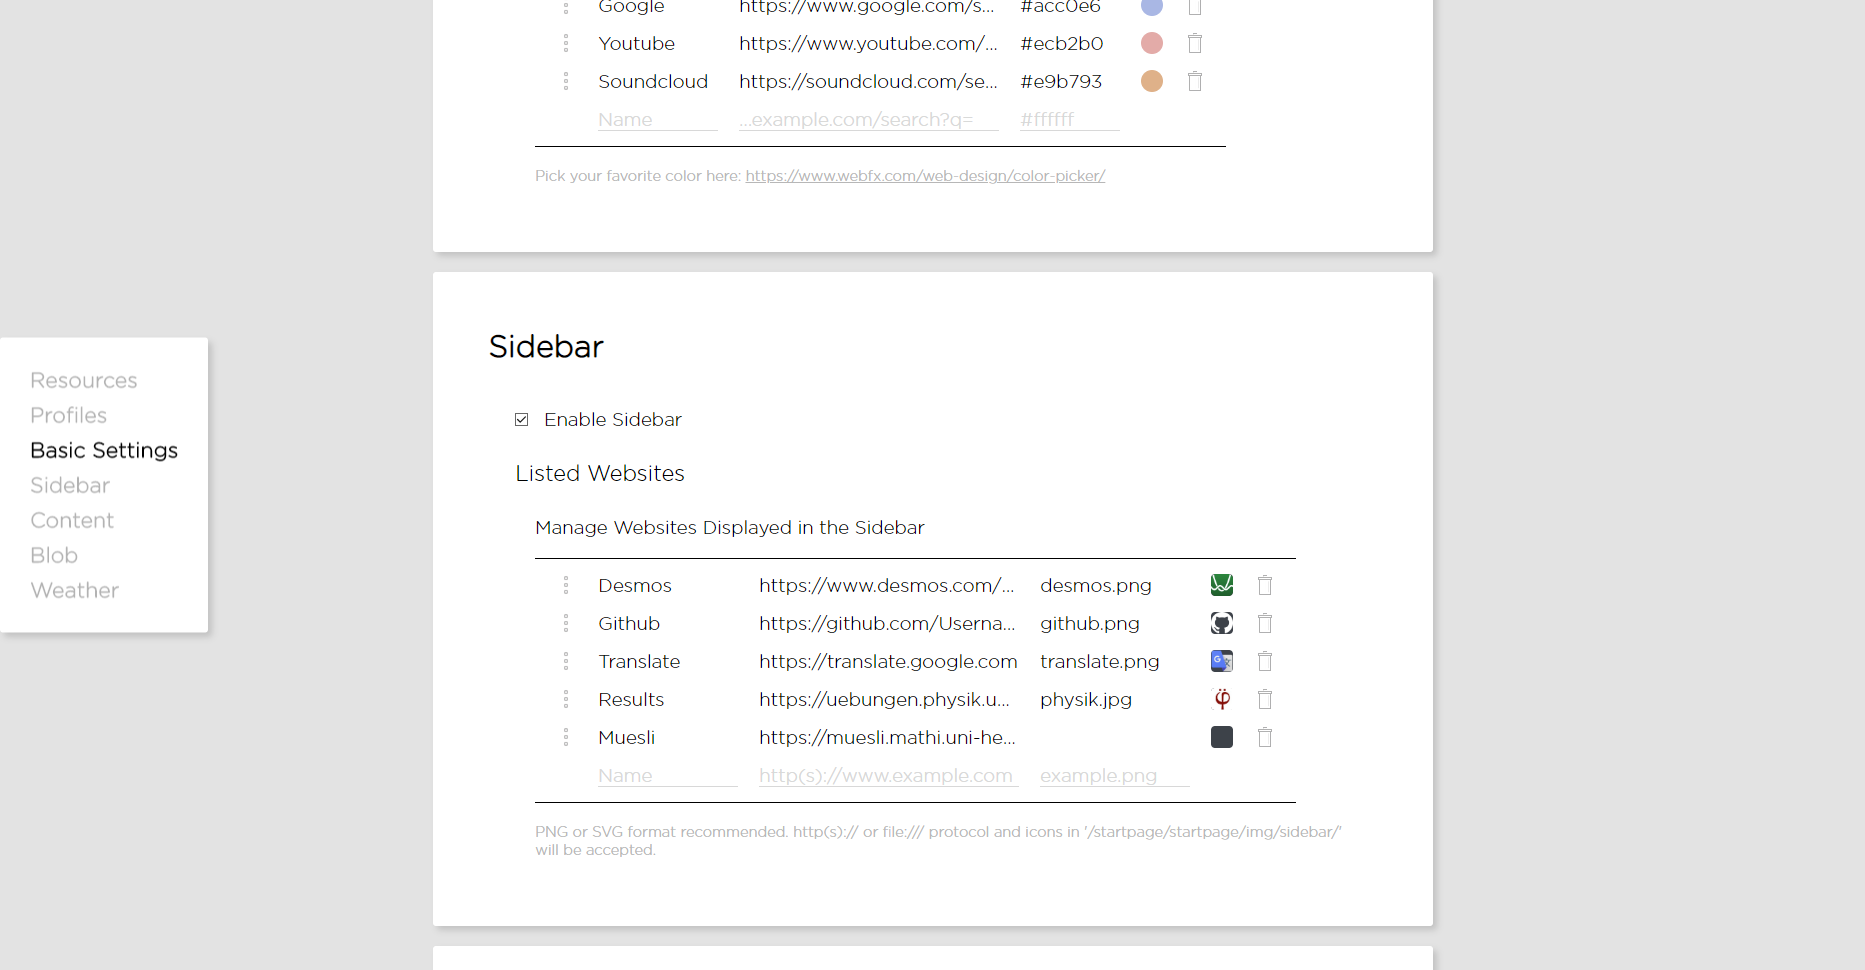 Google https://www.google.com/s... #acc0e6
Youtube https://www.youtube.com/... #ecb2b0
Soundcloud https://soundcloud.com/se... #e9b793
Name ...example.com/search?q= #ffffff
Pick your favorite color here: https://www.webfx.com/web-design/color-picker/
Resources
Profiles
Basic Settings
Sidebar
Content
Blob
Weather
Sidebar
Enable Sidebar
Listed Websites
Manage Websites Displayed in the Sidebar
Desmos https://www.desmos.com/... desmos.png
Github https://github.com/Userna... github.png
Translate https://translate.google.com translate.png
Results https://uebungen.physik.u... physik.jpg
Muesli https://muesli.mathi.uni-he...
Name http(s)://www.example.com example.png
PNG or SVG format recommended. http(s):// or file:/// protocol and icons in '/startpage/startpage/img/sidebar/'
will be accepted.